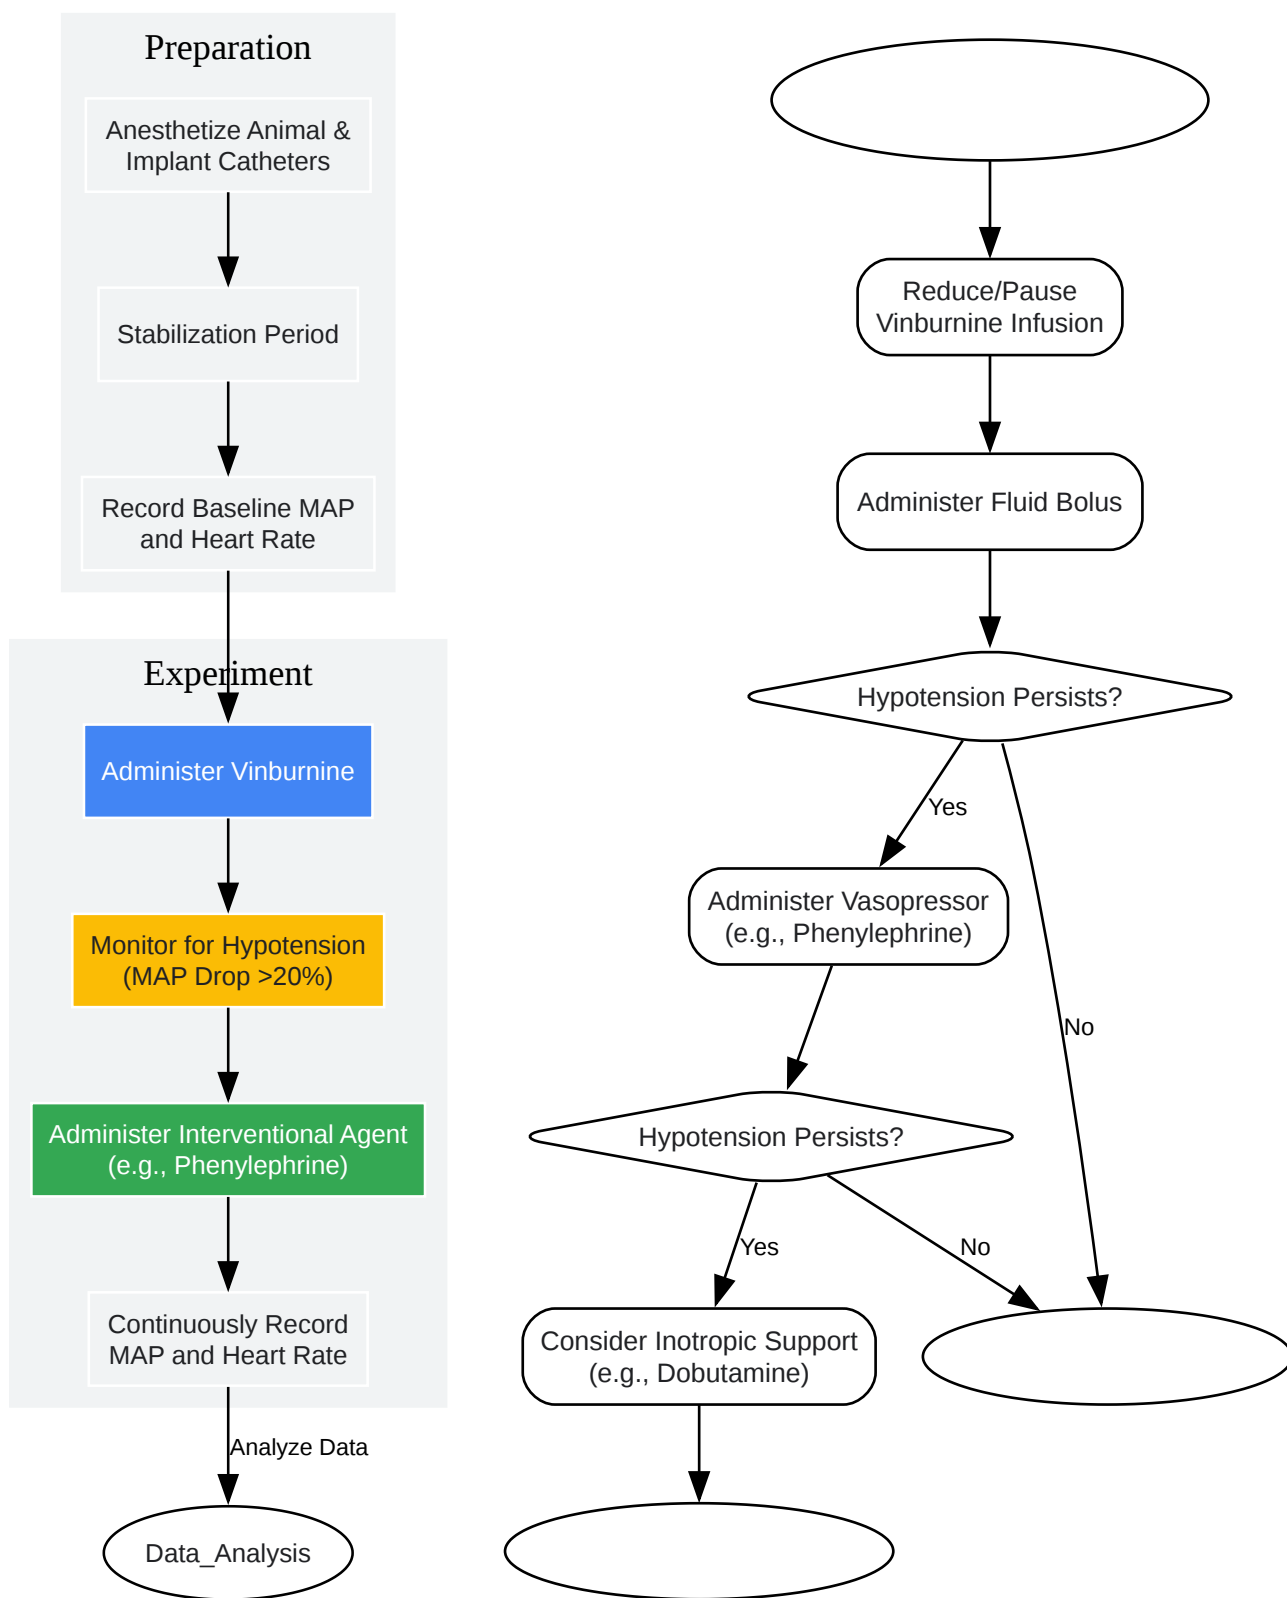 Preparation
Anesthetize Animal &
Implant Catheters
Stabilization Period
Record Baseline MAP
and Heart Rate
Experiment
Administer Vinburnine
Monitor for Hypotension
(MAP Drop >20%)
Administer Interventional Agent
(e.g., Phenylephrine)
Continuously Record
MAP and Heart Rate
Analyze Data
Data_Analysis
Reduce/Pause
Vinburnine Infusion
Administer Fluid Bolus
Hypotension Persists?
Yes
No
Administer Vasopressor
(e.g., Phenylephrine)
Hypotension Persists?
Yes
No
Consider Inotropic Support
(e.g., Dobutamine)